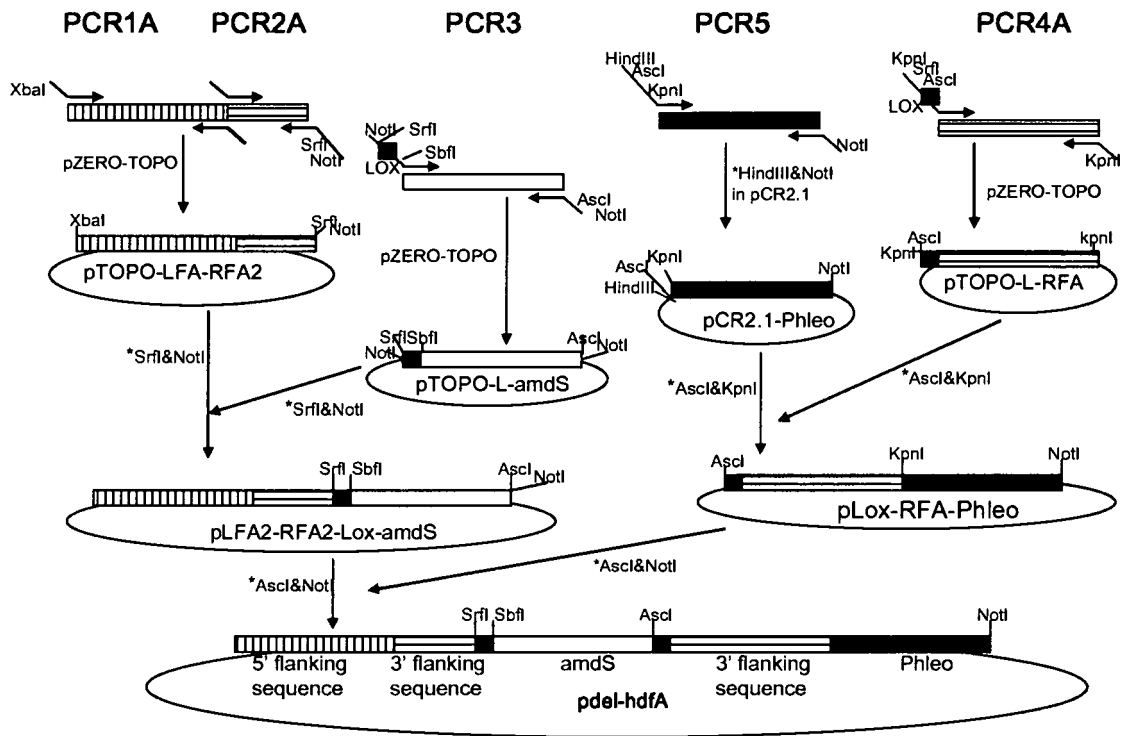 PCR1A PCR2A PCR3 PCR5 PCR4A
XbaI
SrfI
NotI
NotI
SrfI
SbfI
LOX
AscI
NotI
HindIII
AscI
KpnI
NotI
KpnI
SrfI
AscI
LOX
KpnI
pZERO-TOPO
pZERO-TOPO
*HindIII&NotI
in pCR2.1
pZERO-TOPO
XbaI
SrfI
NotI
pTOPO-LFA-RFA2
SrfI
SbfI
NotI
AscI
NotI
pTOPO-L-amdS
KpnI
AscI
HindIII
NotI
pCR2.1-Phleo
AscI
KpnI
kpnI
pTOPO-L-RFA
*SrfI&NotI
*SrfI&NotI
*AscI&KpnI
*AscI&KpnI
SrfI
SbfI
AscI
NotI
pLFA2-RFA2-Lox-amdS
AscI
KpnI
NotI
pLox-RFA-Phleo
*AscI&NotI
*AscI&NotI
SrfI
SbfI
AscI
NotI
5' flanking
sequence
3' flanking
sequence
amdS
3' flanking
sequence
Phleo
pdel-hdfA